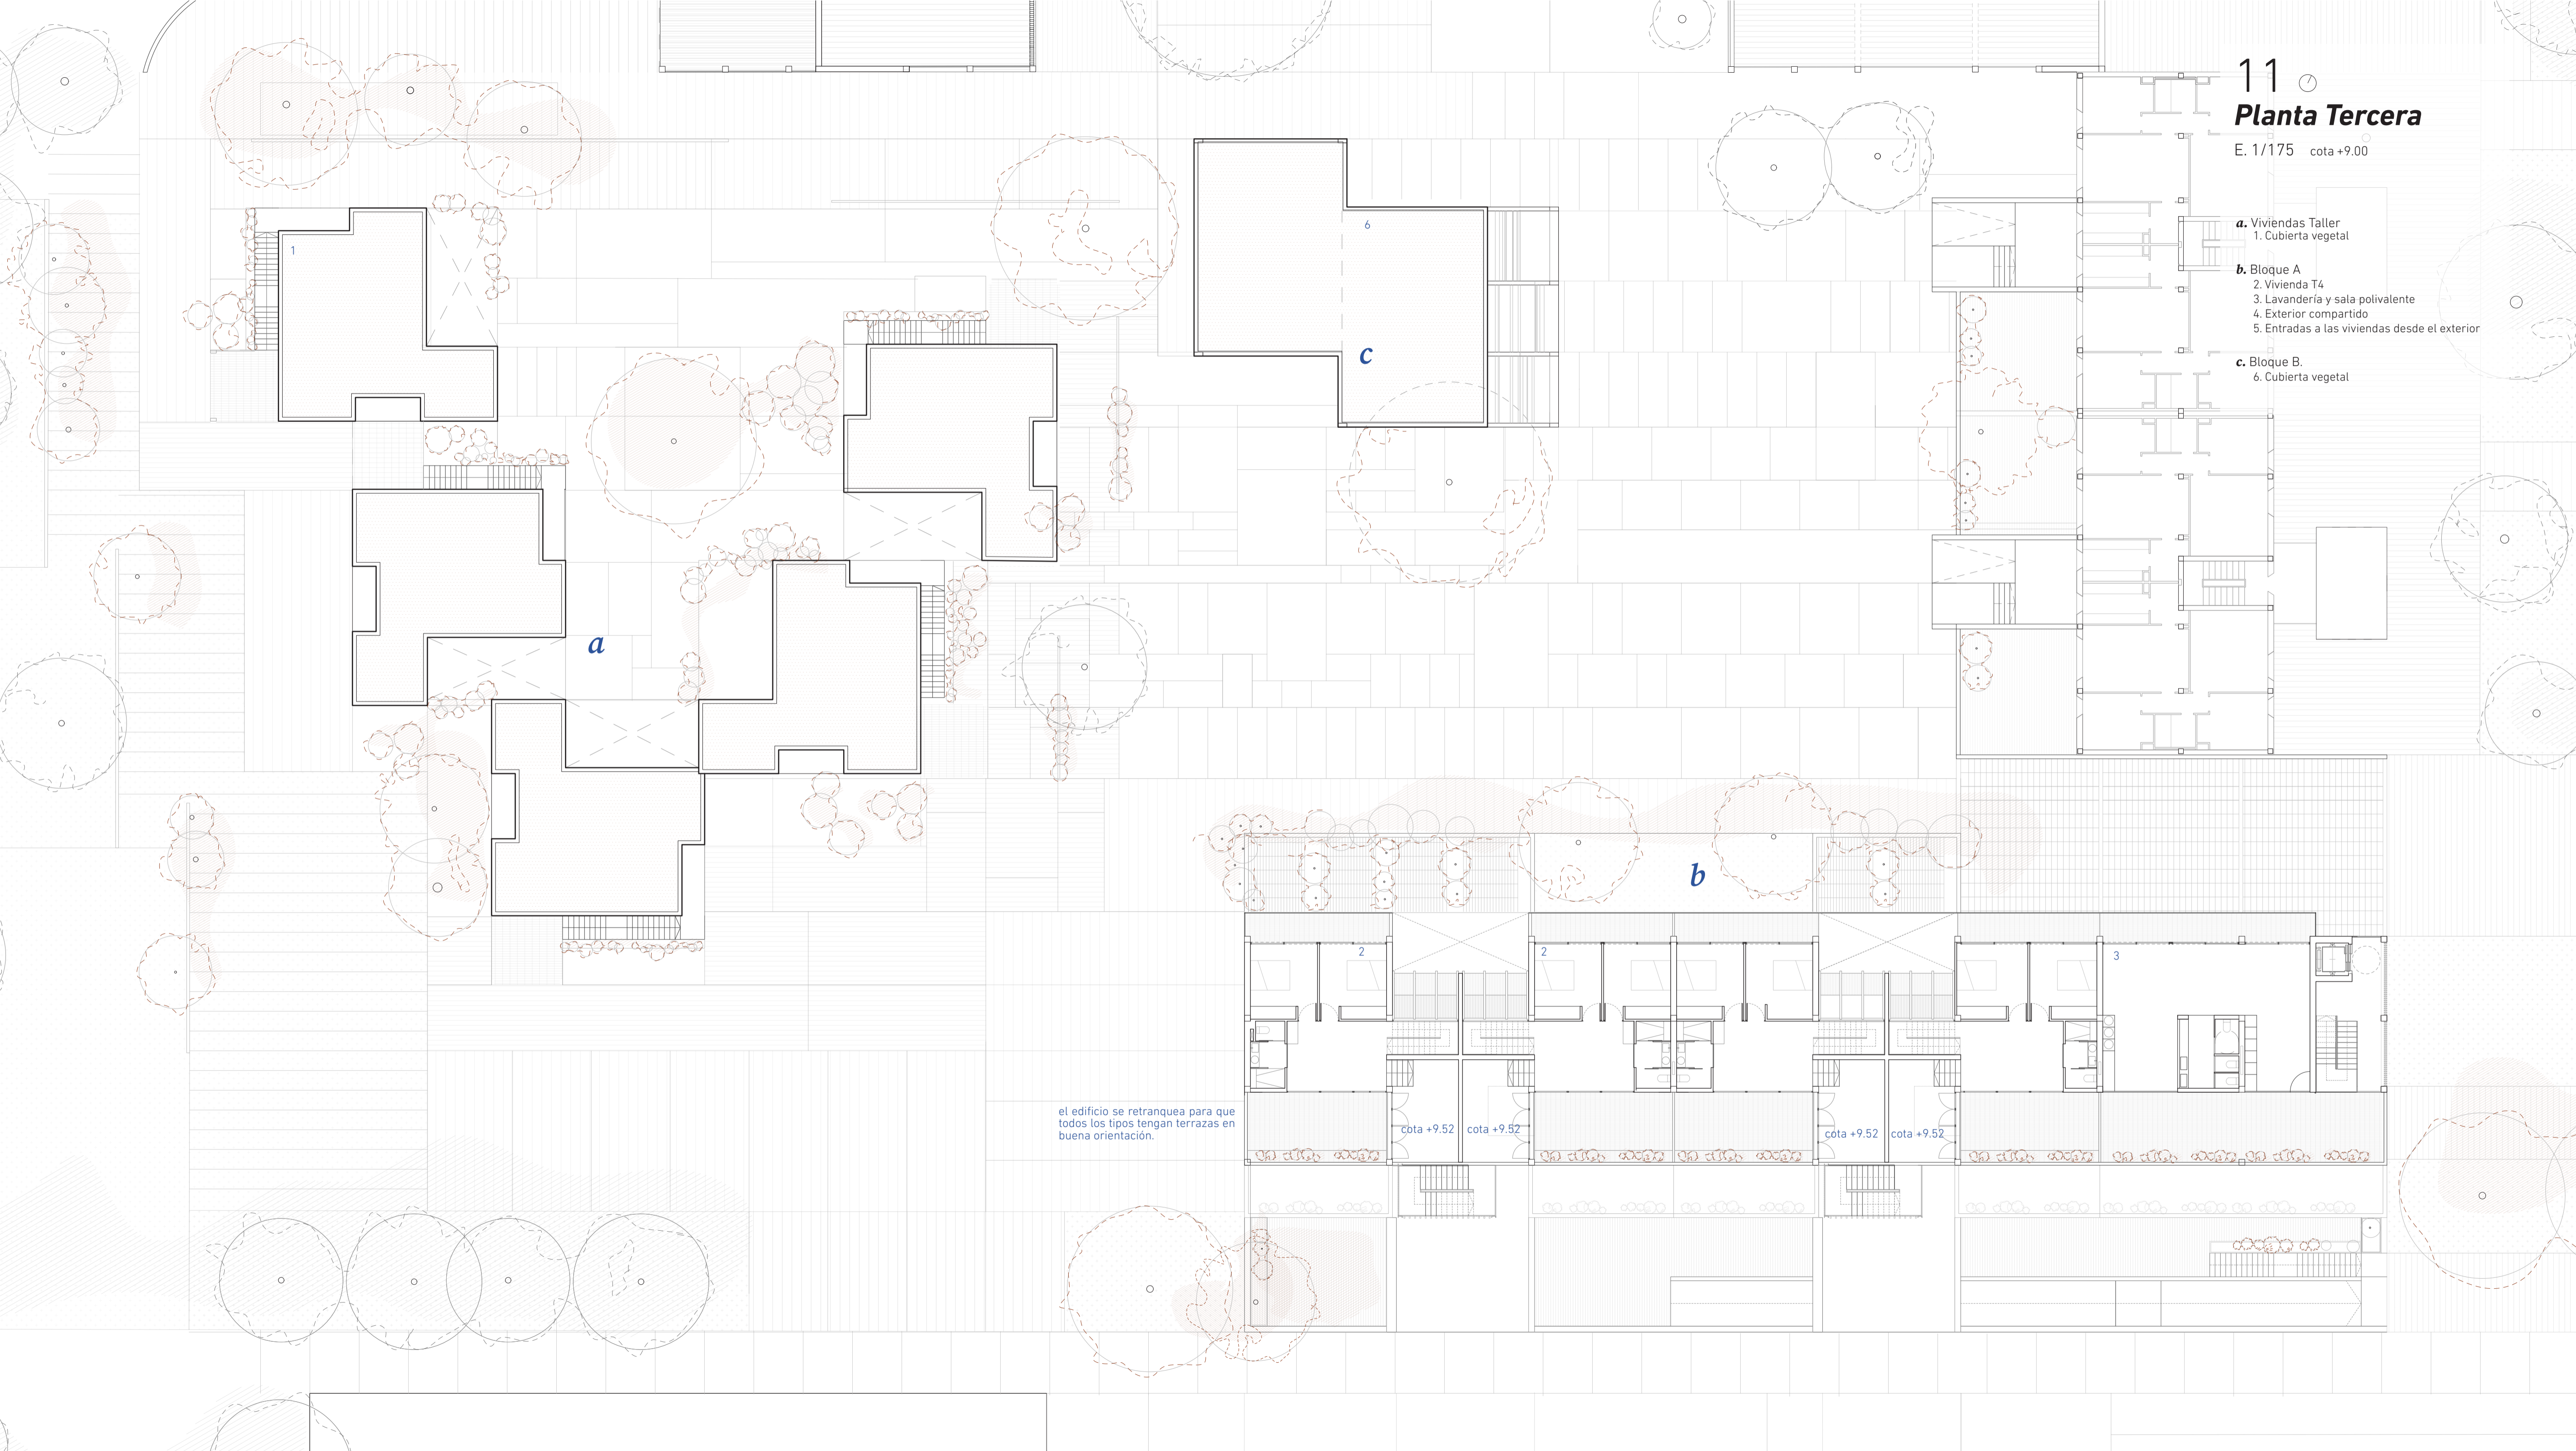 11
Planta Tercera
E. 1/175 cota +9.00
a. Viviendas Taller
1. Cubierta vegetal
b. Bloque A
2. Vivienda T4
3. Lavandería y sala polivalente
4. Exterior compartido
5. Entradas a las viviendas desde el exterior
c. Bloque B.
6. Cubierta vegetal
1
6
c
a
b
2
2
3
el edificio se retranquea para que
todos los tipos tengan terrazas en
buena orientación.
cota +9.52
cota +9.52
cota +9.52
cota +9.52